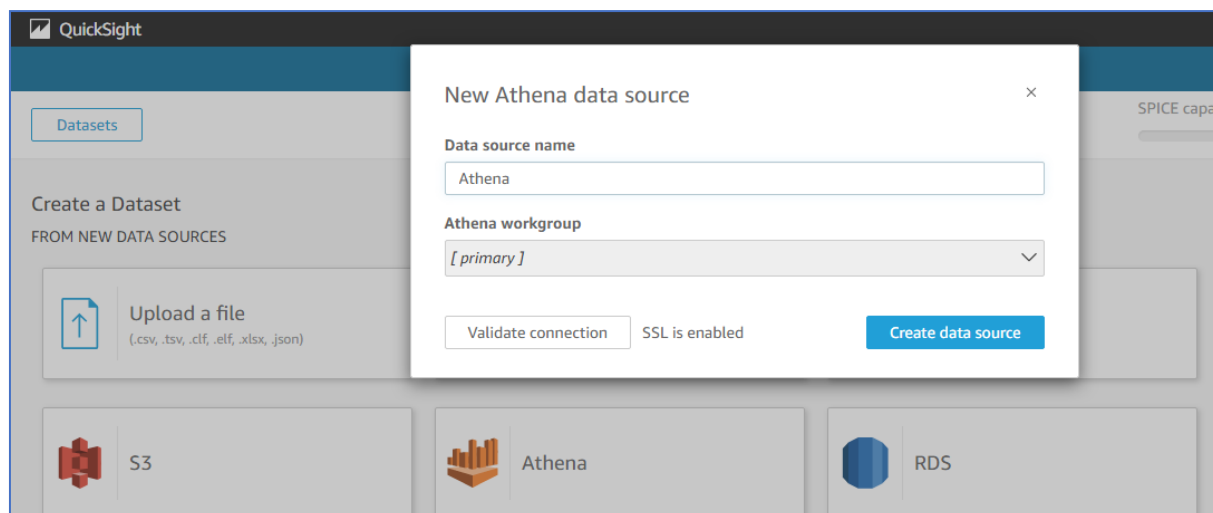 QuickSight
New Athena data source
×
Datasets
SPICE capa
Data source name
Athena
Create a Dataset
FROM NEW DATA SOURCES
Athena workgroup
[ primary ]
Upload a file
(.csv, .tsv, .clf, .elf, .xlsx, .json)
Validate connection
SSL is enabled
Create data source
S3
Athena
RDS